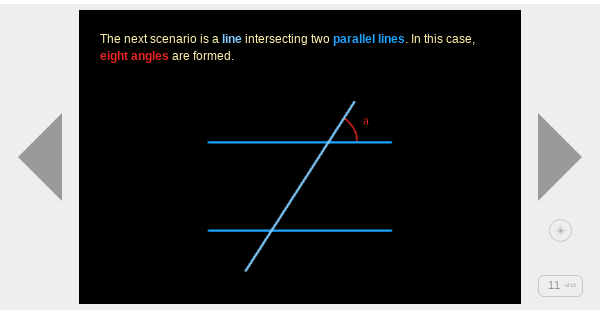 The next scenario is a line intersecting two parallel lines. In this case,
eight angles are formed.
a
11